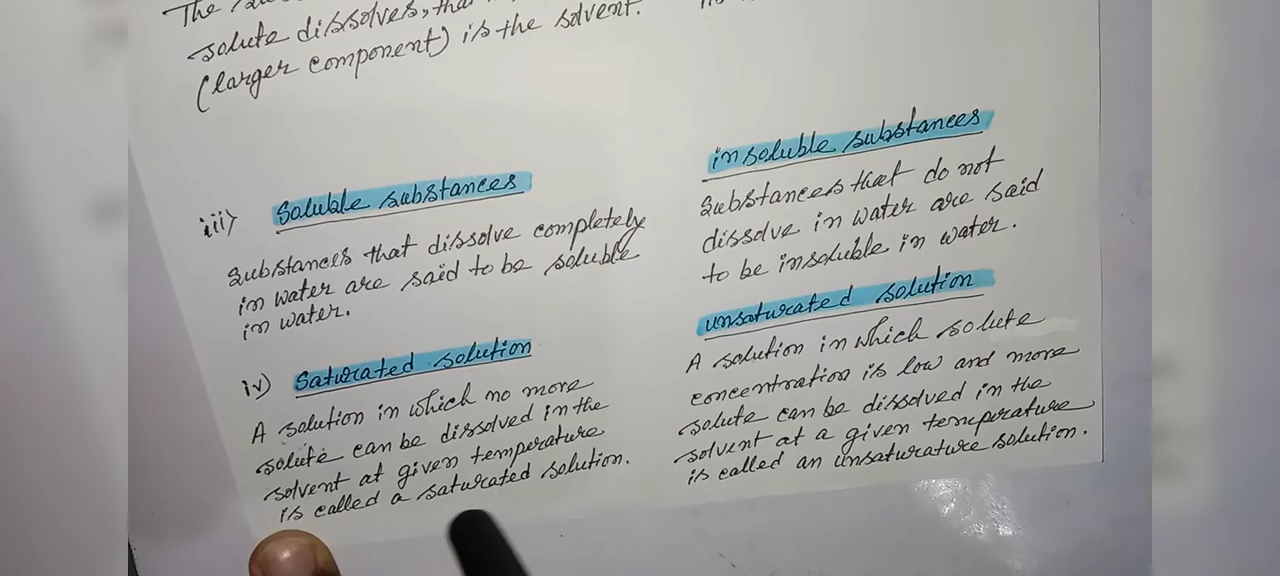 The
solute dissolves, that
(larger component) is the solvent.
iii) Soluble substances
Substances that dissolve completely
in water are said to be soluble
in water.
insoluble substances
Substances that do not
dissolve in water are said
to be insoluble in water.
iv) Saturated solution
A solution in which no more
solute can be dissolved in the
solvent at given temperature
is called a saturated solution.
unsaturated solution
A solution in which solute
concentration is low and more
solute can be dissolved in the
solvent at a given temperature
is called an unsaturature solution.